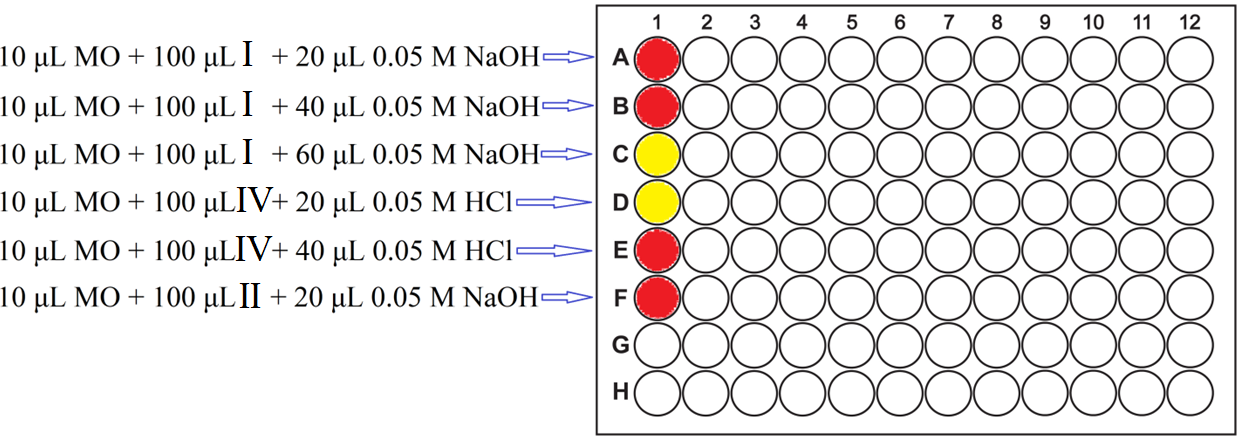 1 2 3 4 5 6 7 8 9 10 11 12
10 μL MO + 100 μL I + 20 μL 0.05 M NaOH A
10 μL MO + 100 μL I + 40 μL 0.05 M NaOH B
10 μL MO + 100 μL I + 60 μL 0.05 M NaOH C
10 μL MO + 100 μL IV + 20 μL 0.05 M HCl D
10 μL MO + 100 μL IV + 40 μL 0.05 M HCl E
10 μL MO + 100 μL II + 20 μL 0.05 M NaOH F
G
H